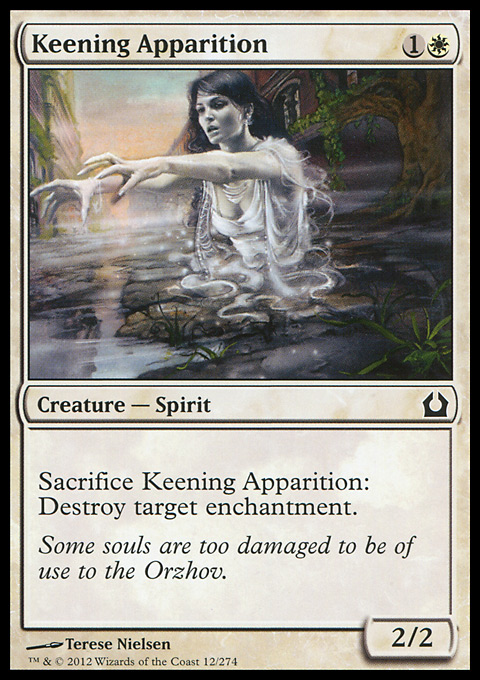 Keening Apparition 1
Creature — Spirit
Sacrifice Keening Apparition:
Destroy target enchantment.
Some souls are too damaged to be of
use to the Orzhov.
Terese Nielsen
2/2
™ & © 2012 Wizards of the Coast 12/274